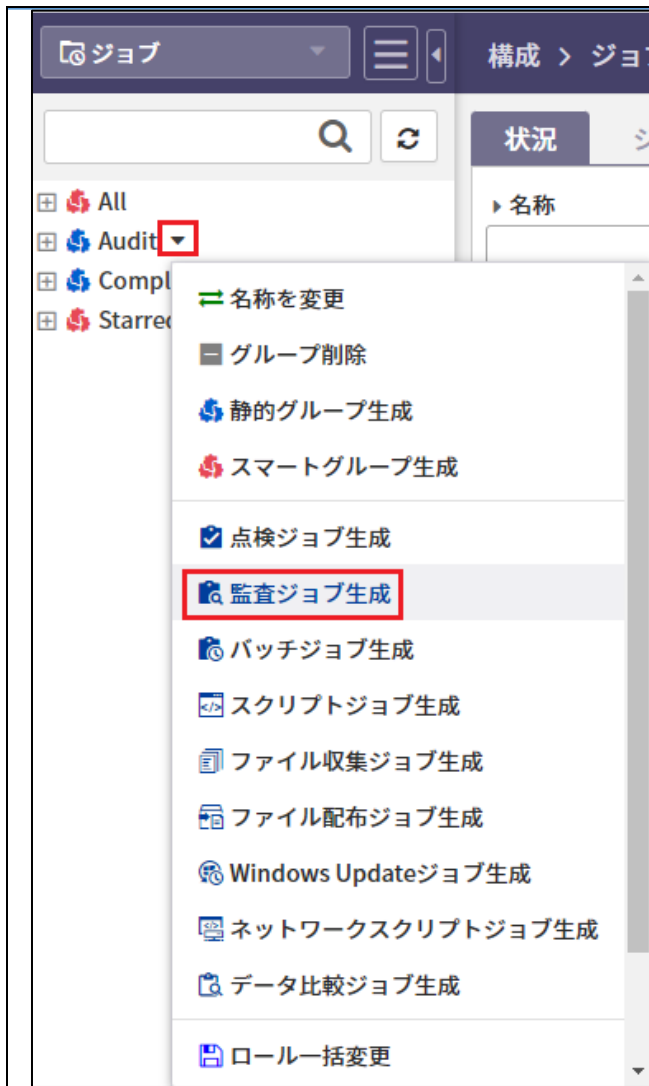 ジョブ
構成 > ジョブ
状況
All
名称
Audit
Compl
Starred
名称を変更
グループ削除
静的グループ生成
スマートグループ生成
点検ジョブ生成
監査ジョブ生成
バッチジョブ生成
スクリプトジョブ生成
ファイル収集ジョブ生成
ファイル配布ジョブ生成
Windows Updateジョブ生成
ネットワークスクリプトジョブ生成
データ比較ジョブ生成
ロール一括変更